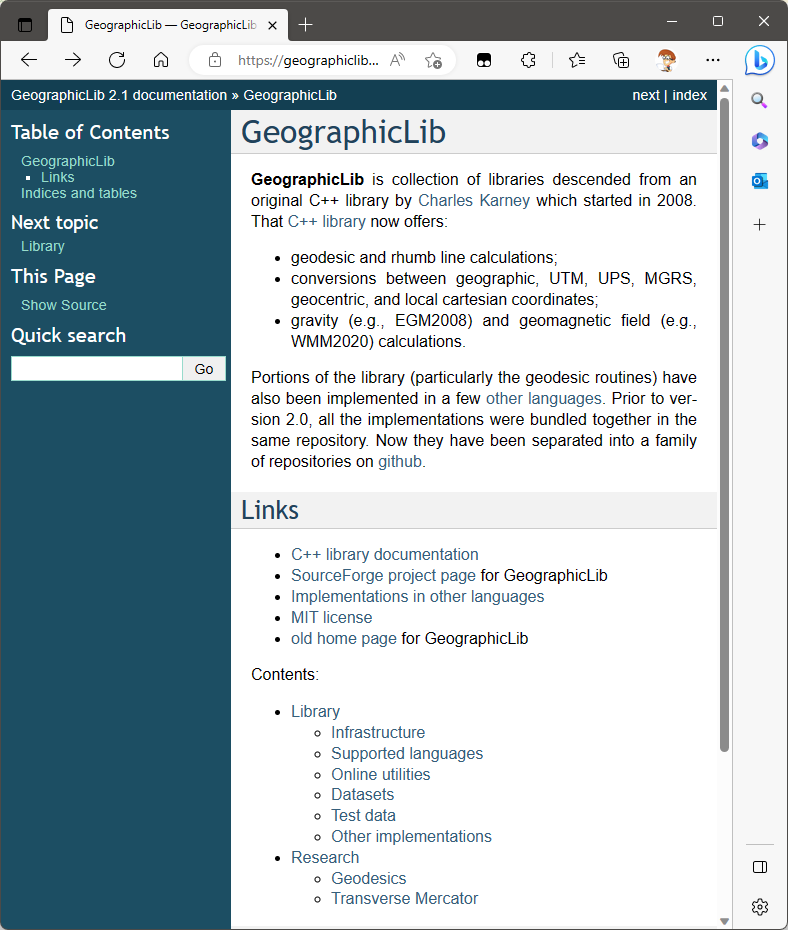 GeographicLib — GeographicLib
https://geographiclib...
GeographicLib 2.1 documentation » GeographicLib
next | index
Table of Contents
GeographicLib
Links
Indices and tables
Next topic
Library
This Page
Show Source
Quick search
Go
GeographicLib
GeographicLib is collection of libraries descended from an
original C++ library by Charles Karney which started in 2008.
That C++ library now offers:
• geodesic and rhumb line calculations;
• conversions between geographic, UTM, UPS, MGRS,
geocentric, and local cartesian coordinates;
• gravity (e.g., EGM2008) and geomagnetic field (e.g.,
WMM2020) calculations.
Portions of the library (particularly the geodesic routines) have
also been implemented in a few other languages. Prior to ver-
sion 2.0, all the implementations were bundled together in the
same repository. Now they have been separated into a family
of repositories on github.
Links
• C++ library documentation
• SourceForge project page for GeographicLib
• Implementations in other languages
• MIT license
• old home page for GeographicLib
Contents:
• Library
◦ Infrastructure
◦ Supported languages
◦ Online utilities
◦ Datasets
◦ Test data
◦ Other implementations
• Research
◦ Geodesics
◦ Transverse Mercator